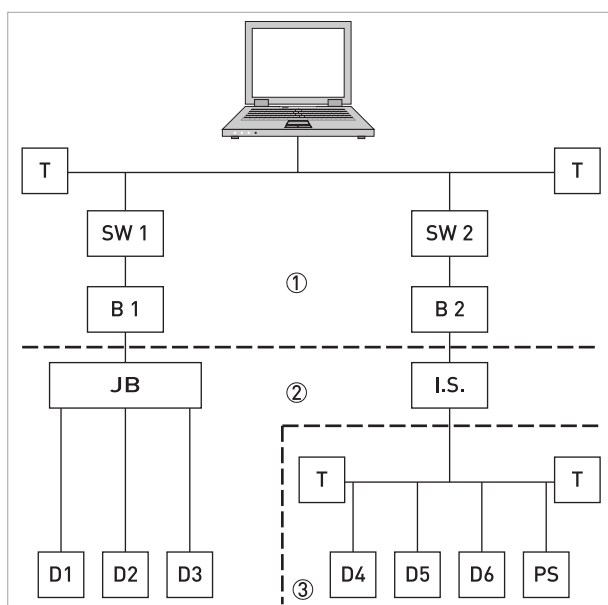 T T
SW 1 SW 2
①
B 1 B 2
JB ② I.S.
T T
D1 D2 D3 ③ D4 D5 D6 PS